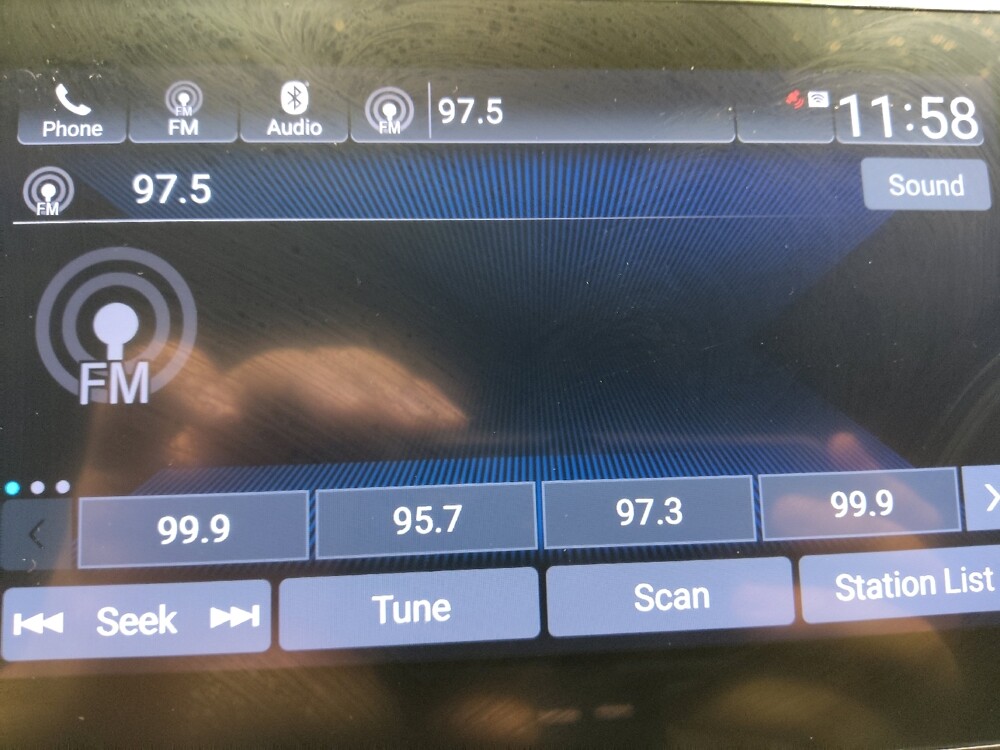 FM
Phone FM Audio FM 97.5 11:58
FM 97.5 Sound
FM
99.9 95.7 97.3 99.9
Seek Tune Scan Station List